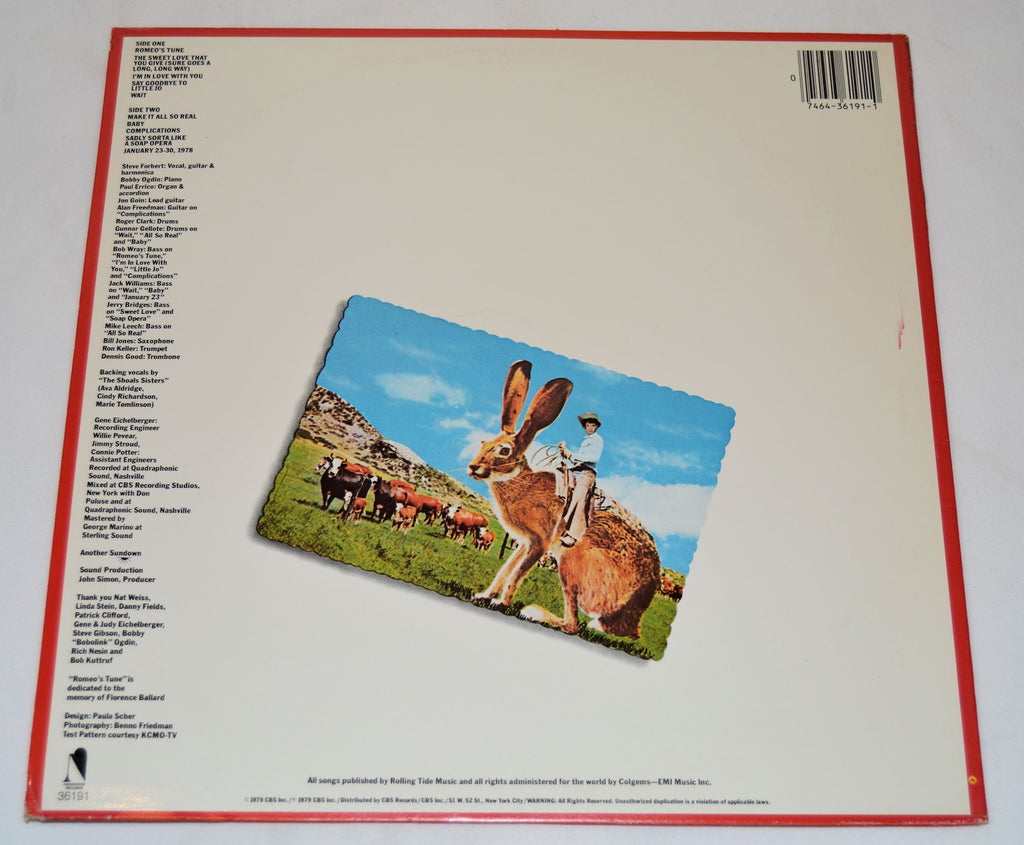 SIDE ONE
ROMEO'S TUNE
THE SWEET LOVE THAT
YOU GIVE (SURE GOES A
LONG, LONG WAY)
I'M IN LOVE WITH YOU
SAY GOODBYE TO
LITTLE JO
WAIT
SIDE TWO
MAKE IT ALL SO REAL
BABY
COMPLICATIONS
SADLY SORTA LIKE
A SOAP OPERA
JANUARY 23-30, 1978
Steve Forbert: Vocal, guitar &
harmonica
Bobby Ogdin: Piano
Paul Errico: Organ &
accordion
Jon Goin: Lead guitar
Alan Freedman: Guitar on
"Complications"
Roger Clark: Drums
Gunnar Gellote: Drums on
"Wait," "All So Real"
and "Baby"
Bob Wray: Bass on
"Romeo's Tune,"
"I'm In Love With
You," "Little Jo"
and "Complications"
Jack Williams: Bass
on "Wait," "Baby"
and "January 23"
Jerry Bridges: Bass
on "Sweet Love" and
"Soap Opera"
Mike Leech: Bass on
"All So Real"
Bill Jones: Saxophone
Ron Keller: Trumpet
Dennis Good: Trombone
Backing vocals by
"The Shoals Sisters"
(Ava Aldridge,
Cindy Richardson,
Marie Tomlinson)
Gene Eichelberger:
Recording Engineer
Willie Pevear,
Jimmy Stroud,
Connie Potter:
Assistant Engineers
Recorded at Quadraphonic
Sound, Nashville
Mixed at CBS Recording Studios,
New York with Don
Puluse and at
Quadraphonic Sound, Nashville
Mastered by
George Marino at
Sterling Sound
Another Sundown
Sound Production
John Simon, Producer
Thank you Nat Weiss,
Linda Stein, Danny Fields,
Patrick Clifford,
Gene & Judy Eichelberger,
Steve Gibson, Bobby
"Bobolink" Ogdin,
Rich Nesin and
Bob Kuttruf
"Romeo's Tune" is
dedicated to the
memory of Florence Ballard
Design: Paula Scher
Photography: Benno Friedman
Test Pattern courtesy KCMO-TV
36191
0
7464-36191-1
All songs published by Rolling Tide Music and all rights administered for the world by Colgems—EMI Music Inc.
© 1979 CBS Inc./℗ 1979 CBS Inc./Distributed by CBS Records/CBS Inc./51 W. 52 St., New York City/WARNING: All Rights Reserved. Unauthorized duplication is a violation of applicable laws.